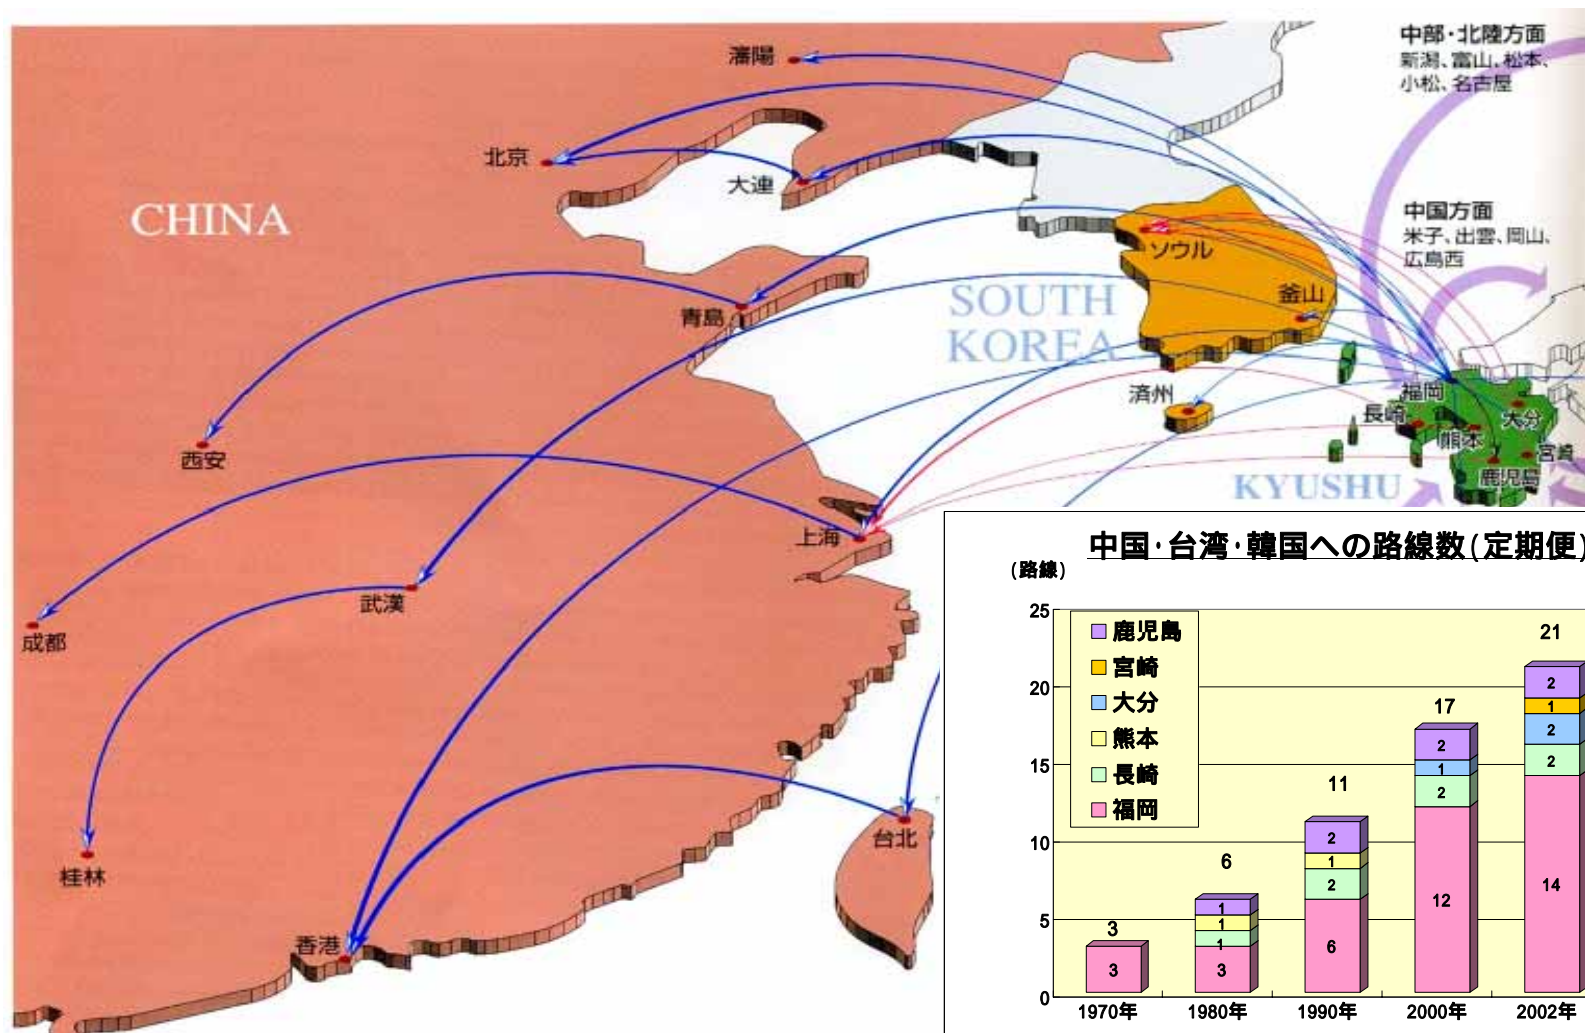 中部・北陸方面
新潟、富山、松本、
小松、名古屋
瀋陽
北京
大連
CHINA
中国方面
米子、出雲、岡山、
広島西
ソウル
釜山
SOUTH
KOREA
青島
済州
福岡
長崎
大分
熊本
宮崎
鹿児島
KYUSHU
西安
上海
武漢
成都
桂林
台北
香港
中国・台湾・韓国への路線数(定期便)
(路線)
25
20
15
10
5
0
鹿児島
宮崎
大分
熊本
長崎
福岡
3
3
6
1
1
1
3
11
2
1
2
6
17
2
1
2
12
21
2
1
2
2
14
1970年
1980年
1990年
2000年
2002年